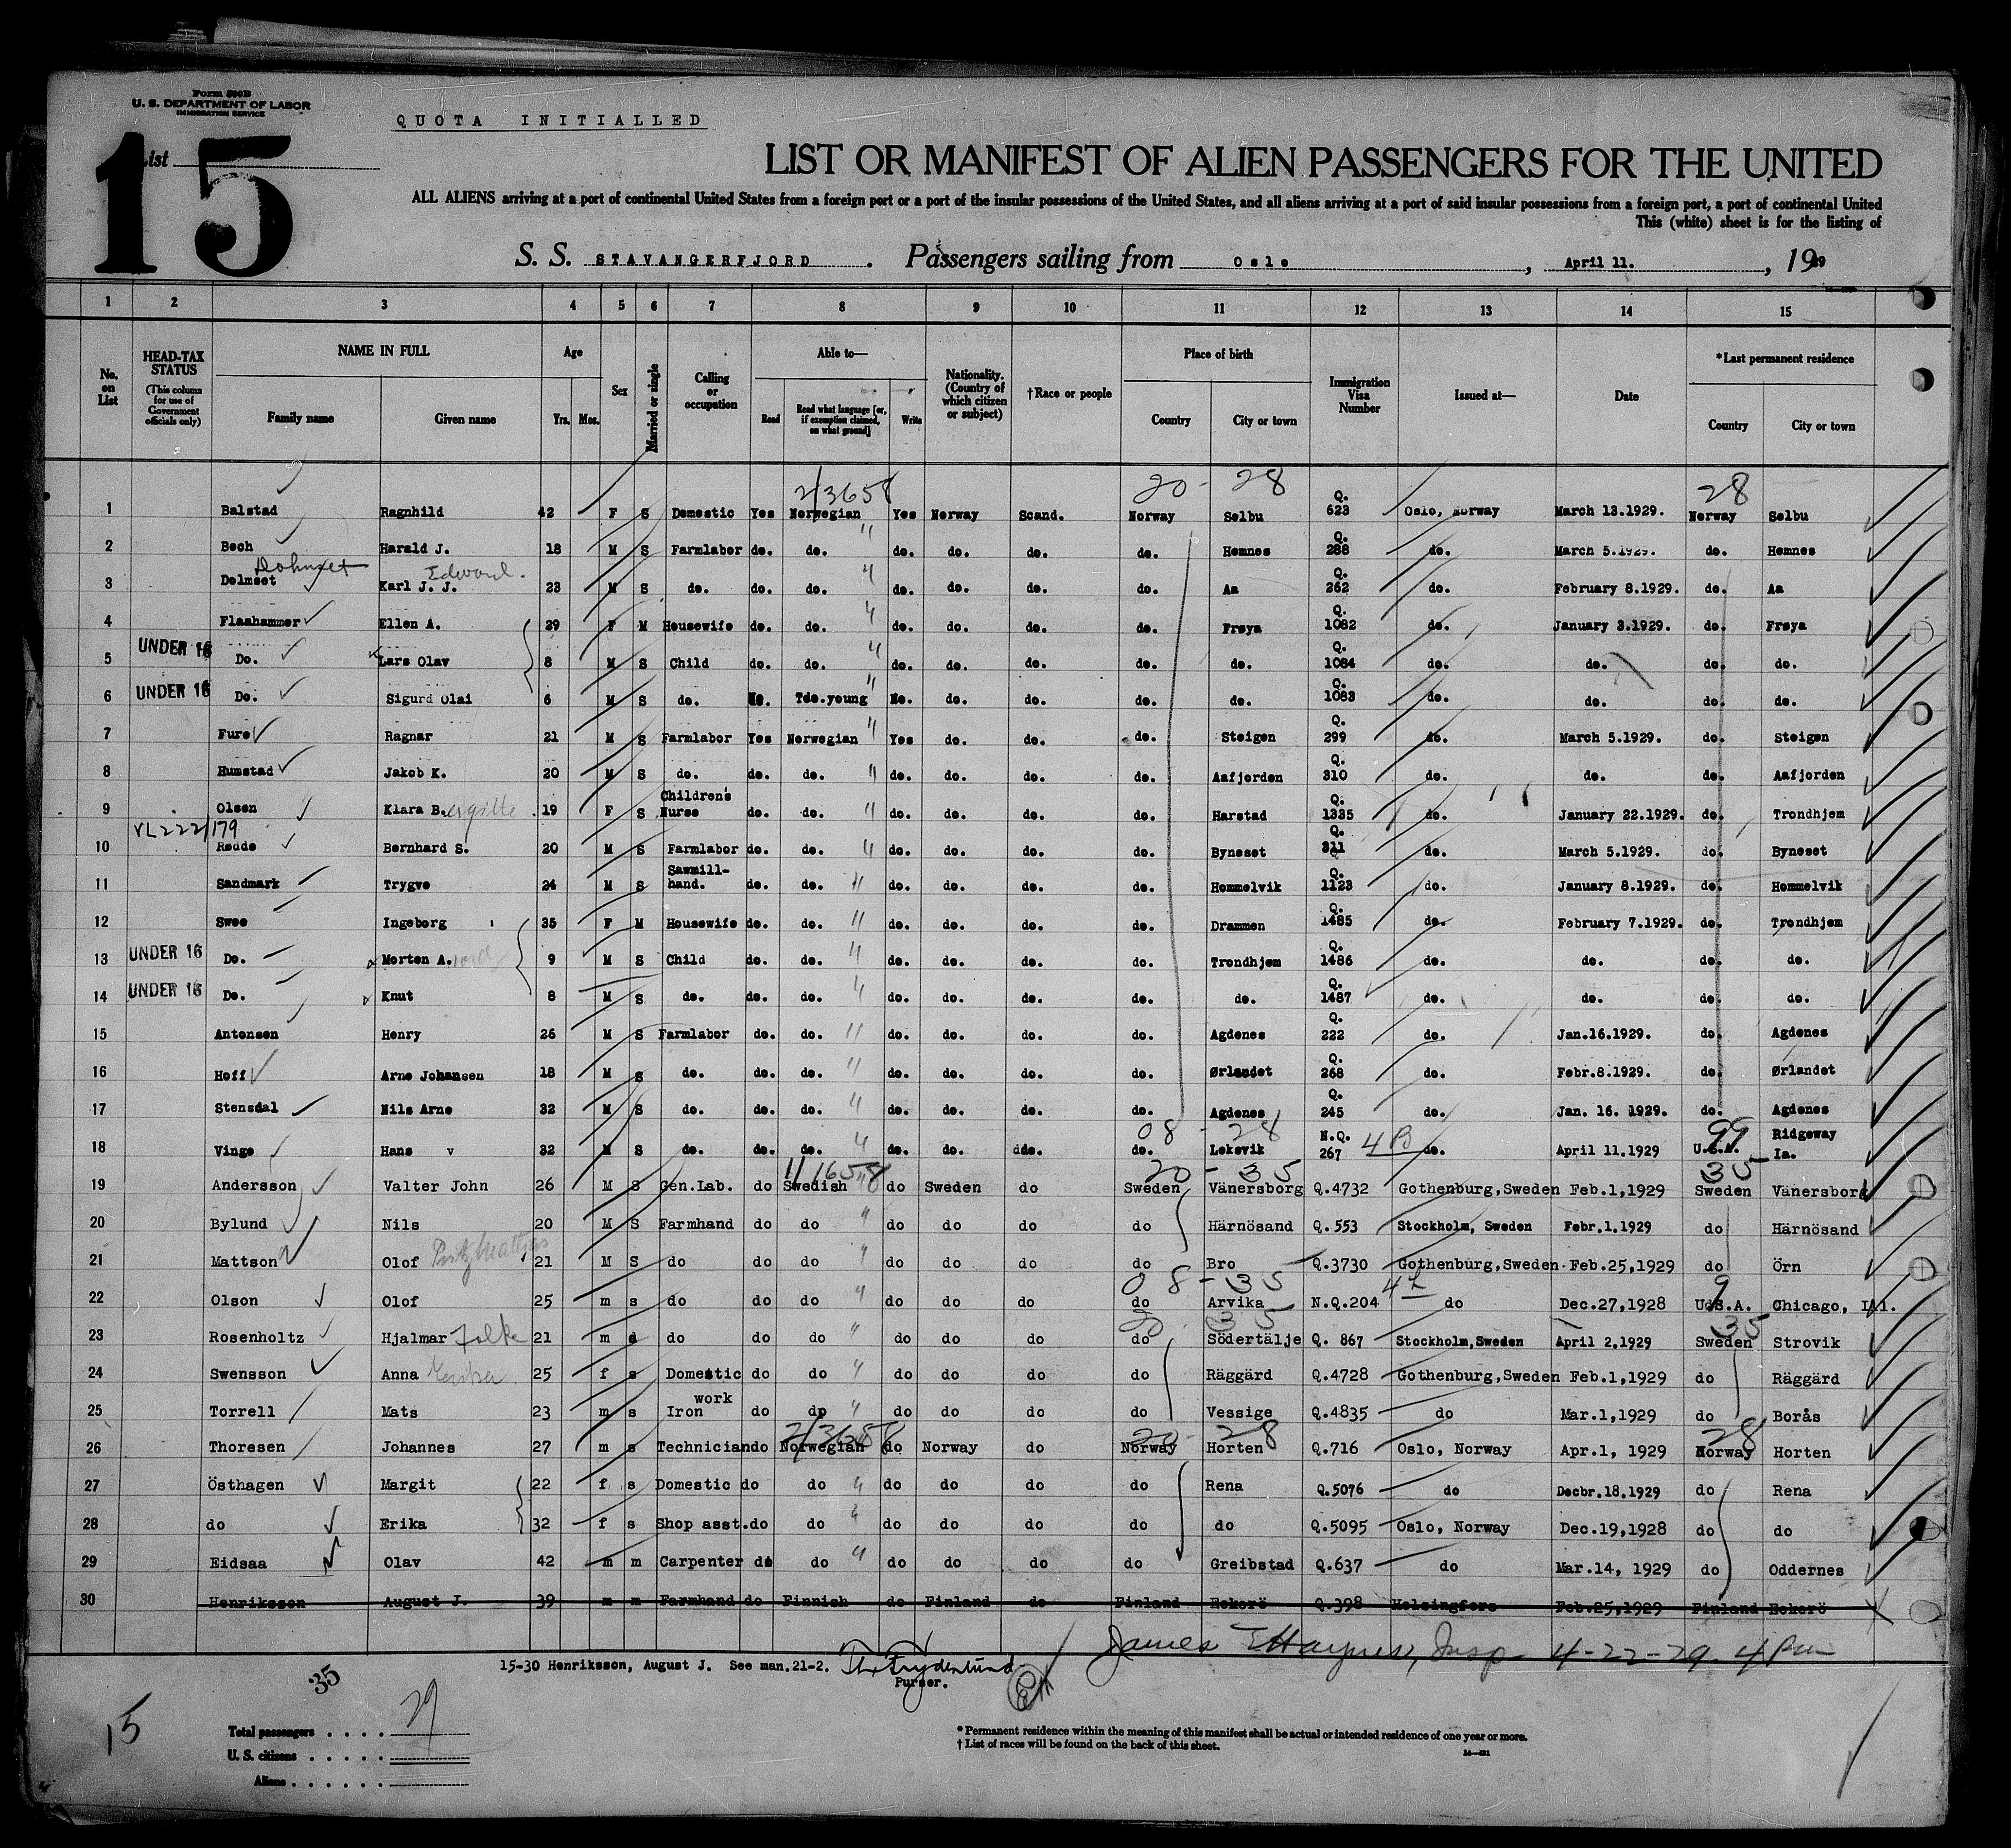 Form 500B
U. S. DEPARTMENT OF LABOR
IMMIGRATION SERVICE
QUOTA INITIALLED
List 15
LIST OR MANIFEST OF ALIEN PASSENGERS FOR THE UNITED
ALL ALIENS arriving at a port of continental United States from a foreign port or a port of the insular possessions of the United States, and all aliens arriving at a port of said insular possessions from a foreign port, a port of continental United
This (white) sheet is for the listing of
S. S. STAVANGERFJORD. Passengers sailing from Oslo, April 11., 1929
1 2 3 4 5 6 7 8 9 10 11 12 13 14 15
No. on List
HEAD-TAX STATUS (This column for use of Government officials only)
NAME IN FULL Family name Given name
Age Yrs. Mos.
Sex
Married or single
Calling or occupation
Able to— Read Read what language [or, if exemption claimed, on what ground] Write
Nationality. (Country of which citizen or subject)
†Race or people
Place of birth Country City or town
Immigration Visa Number
Issued at—
Date
*Last permanent residence Country City or town
2/3658 20 - 28 28
1 Balstad Ragnhild 42 F S Domestic Yes Norwegian Yes Norway Scand. Norway Selbu Q. 623 Oslo, Norway March 13.1929. Norway Selbu
2 Bech Harald J. 18 M S Farmlabor do. do. " do. do. do. do. Hemnes Q. 288 do. March 5.1929. do. Hemnes
Edward.
3 Dolmset Karl J. J. 23 M S do. do. do. " do. do. do. do. Aa Q. 262 do. February 8.1929. do. Aa
4 Flaahammer Ellen A. 29 F M Housewife do. do. " do. do. do. do. Frøya Q. 1082 do. January 3.1929. do. Frøya
5 UNDER 16 Do. Lars Olav 8 M S Child do. do. " do. do. do. do. do. Q. 1084 do. do. do. do.
6 UNDER 16 Do. Sigurd Olai 6 M S do. No. Too.young " No. do. do. do. do. Q. 1083 do. do. do. do.
7 Fure Ragnar 21 M S Farmlabor Yes Norwegian " Yes do. do. do. Steigen Q. 299 do. March 5.1929. do. Steigen
8 Humstad Jakob K. 20 M S do. do. do. " do. do. do. do. Aafjorden Q. 310 do. do. do. Aafjorden
9 Olsen Klara B.ergitte 19 F S Children's Nurse do. do. " do. do. do. do. Harstad Q. 1335 do. January 22.1929. do. Trondhjem
VL222/179
10 Rødde Bernhard S. 20 M S Farmlabor do. do. " do. do. do. do. Byneset Q. 311 do. March 5.1929. do. Byneset
11 Sandmark Trygve 24 M S Sawmill-hand. do. do. " do. do. do. do. Hommelvik Q. 1123 do. January 8.1929. do. Hommelvik
12 Swee Ingeborg 35 F M Housewife do. do. " do. do. do. do. Drammen Q. 1485 do. February 7.1929. do. Trondhjem
13 UNDER 16 Do. Morten A. 9 M S Child do. do. " do. do. do. do. Trondhjem Q. 1486 do. do. do. do.
14 UNDER 16 Do. Knut 8 M S do. do. do. " do. do. do. do. do. Q. 1487 do. do. do. do.
15 Antonsen Henry 26 M S Farmlabor do. do. " do. do. do. do. Agdenes Q. 222 do. Jan.16.1929. do. Agdenes
16 Hoff Arne Johansen 18 M S do. do. do. " do. do. do. do. Ørlandet Q. 268 do. Febr.8.1929. do. Ørlandet
17 Stensdal Nils Arne 32 M S do. do. do. " do. do. do. do. Agdenes Q. 245 do. Jan. 16. 1929. do. Agdenes
08 - 28 99
18 Vinge Hans v 32 M S do. do. do. " do. do. ddo. do. Leksvik N.Q. 267 4B do. April 11.1929 U.S.A. Ridgeway Ia.
11/1658 20 - 35 35
19 Andersson Valter John 26 M S Gen.Lab. do Swedish do Sweden do Sweden Vänersborg Q.4732 Gothenburg,Sweden Feb.1,1929 Sweden Vänersborg
20 Bylund Nils 20 M S Farmhand do do " do do do do Härnösand Q. 553 Stockholm, Sweden Febr.1.1929 do Härnösand
21 Mattson Olof 21 M S do do do " do do do do Bro Q.3730 Gothenburg,Sweden Feb.25,1929 do Örn
08 - 35 9
22 Olson Olof 25 m s do do do " do do do do Arvika N.Q.204 do Dec.27,1928 U.S.A. Chicago, Ill.
20 35 35
23 Rosenholtz Hjalmar Folke 21 m s do do do " do do do do Södertälje Q. 867 Stockholm,Sweden April 2.1929 Sweden Strovik
24 Swensson Anna 25 f s Domestic do do " do do do do Räggärd Q.4728 Gothenburg,Sweden Feb.1,1929 do Räggärd
25 Torrell Mats 23 m s Iron work do do " do do do do Vessige Q.4835 do Mar.1,1929 do Borås
2/3658 20 28 28
26 Thoresen Johannes 27 m s Technician do Norwegian do Norway do Norway Horten Q.716 Oslo, Norway Apr.1, 1929 Norway Horten
27 Östhagen Margit 22 f s Domestic do do " do do do do Rena Q.5076 do Decbr.18.1929 do Rena
28 do Erika 32 f s Shop asst. do do " do do do do do Q.5095 Oslo, Norway Dec.19,1928 do do
29 Eidsaa Olav 42 m m Carpenter do do " do do do do Greibstad Q.637 do Mar.14, 1929 do Oddernes
30 Henriksson August J. 39 m m Farmhand do Finnish do Finland do Finland Eckerö Q.398 Helsingfors Feb.25,1929 Finland Eckerö
James E Haynes, Insp 4-22-29. 4 Pm
15-30 Henriksson, August J. See man.21-2.
Purser.
35
15
Total passengers . . . . 29
U. S. citizens . . . . .
Aliens . . . . . .
* Permanent residence within the meaning of this manifest shall be actual or intended residence of one year or more.
† List of races will be found on the back of this sheet.